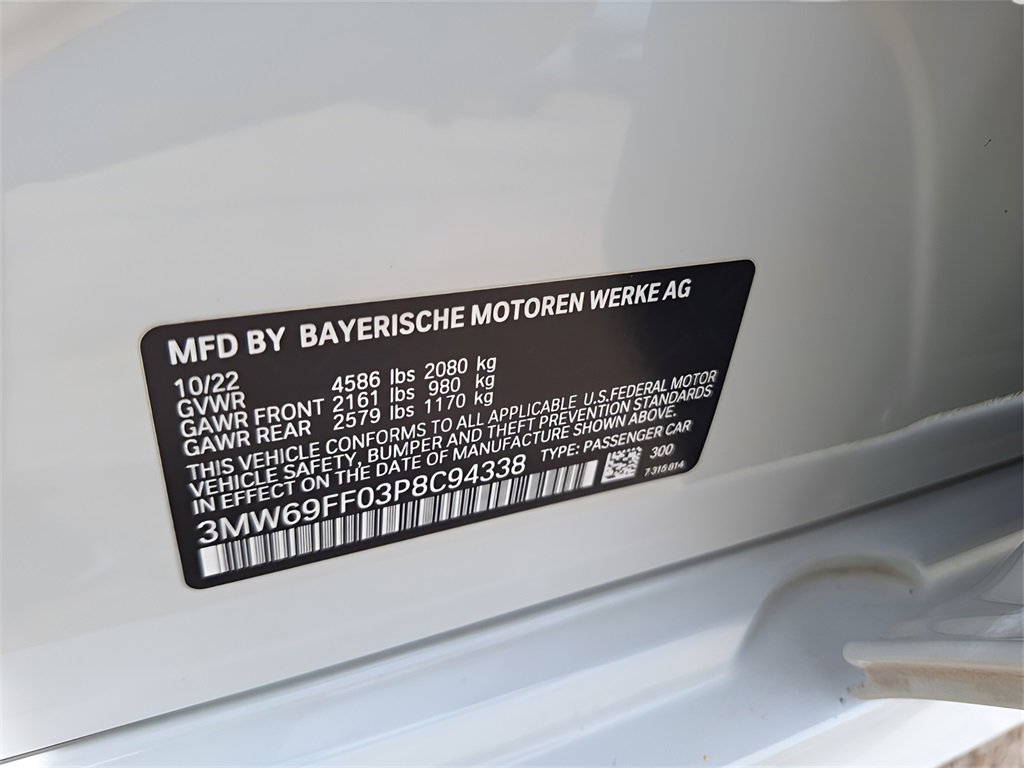 MFD BY BAYERISCHE MOTOREN WERKE AG
10/22
GVWR 4586 lbs 2080 kg
GAWR FRONT 2161 lbs 980 kg
GAWR REAR 2579 lbs 1170 kg
THIS VEHICLE CONFORMS TO ALL APPLICABLE U.S.FEDERAL MOTOR
VEHICLE SAFETY, BUMPER AND THEFT PREVENTION STANDARDS
IN EFFECT ON THE DATE OF MANUFACTURE SHOWN ABOVE.
3MW69FF03P8C94338 TYPE: PASSENGER CAR
300
7-316.814